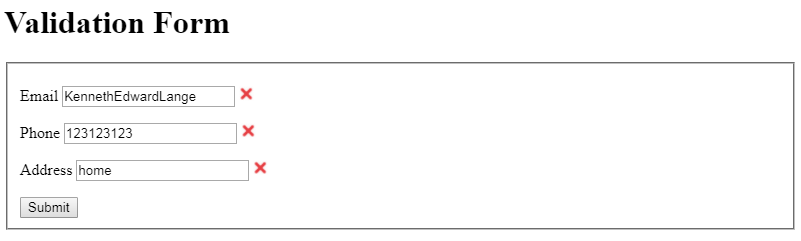 Validation Form
Email KennethEdwardLange
Phone 123123123
Address home
Submit